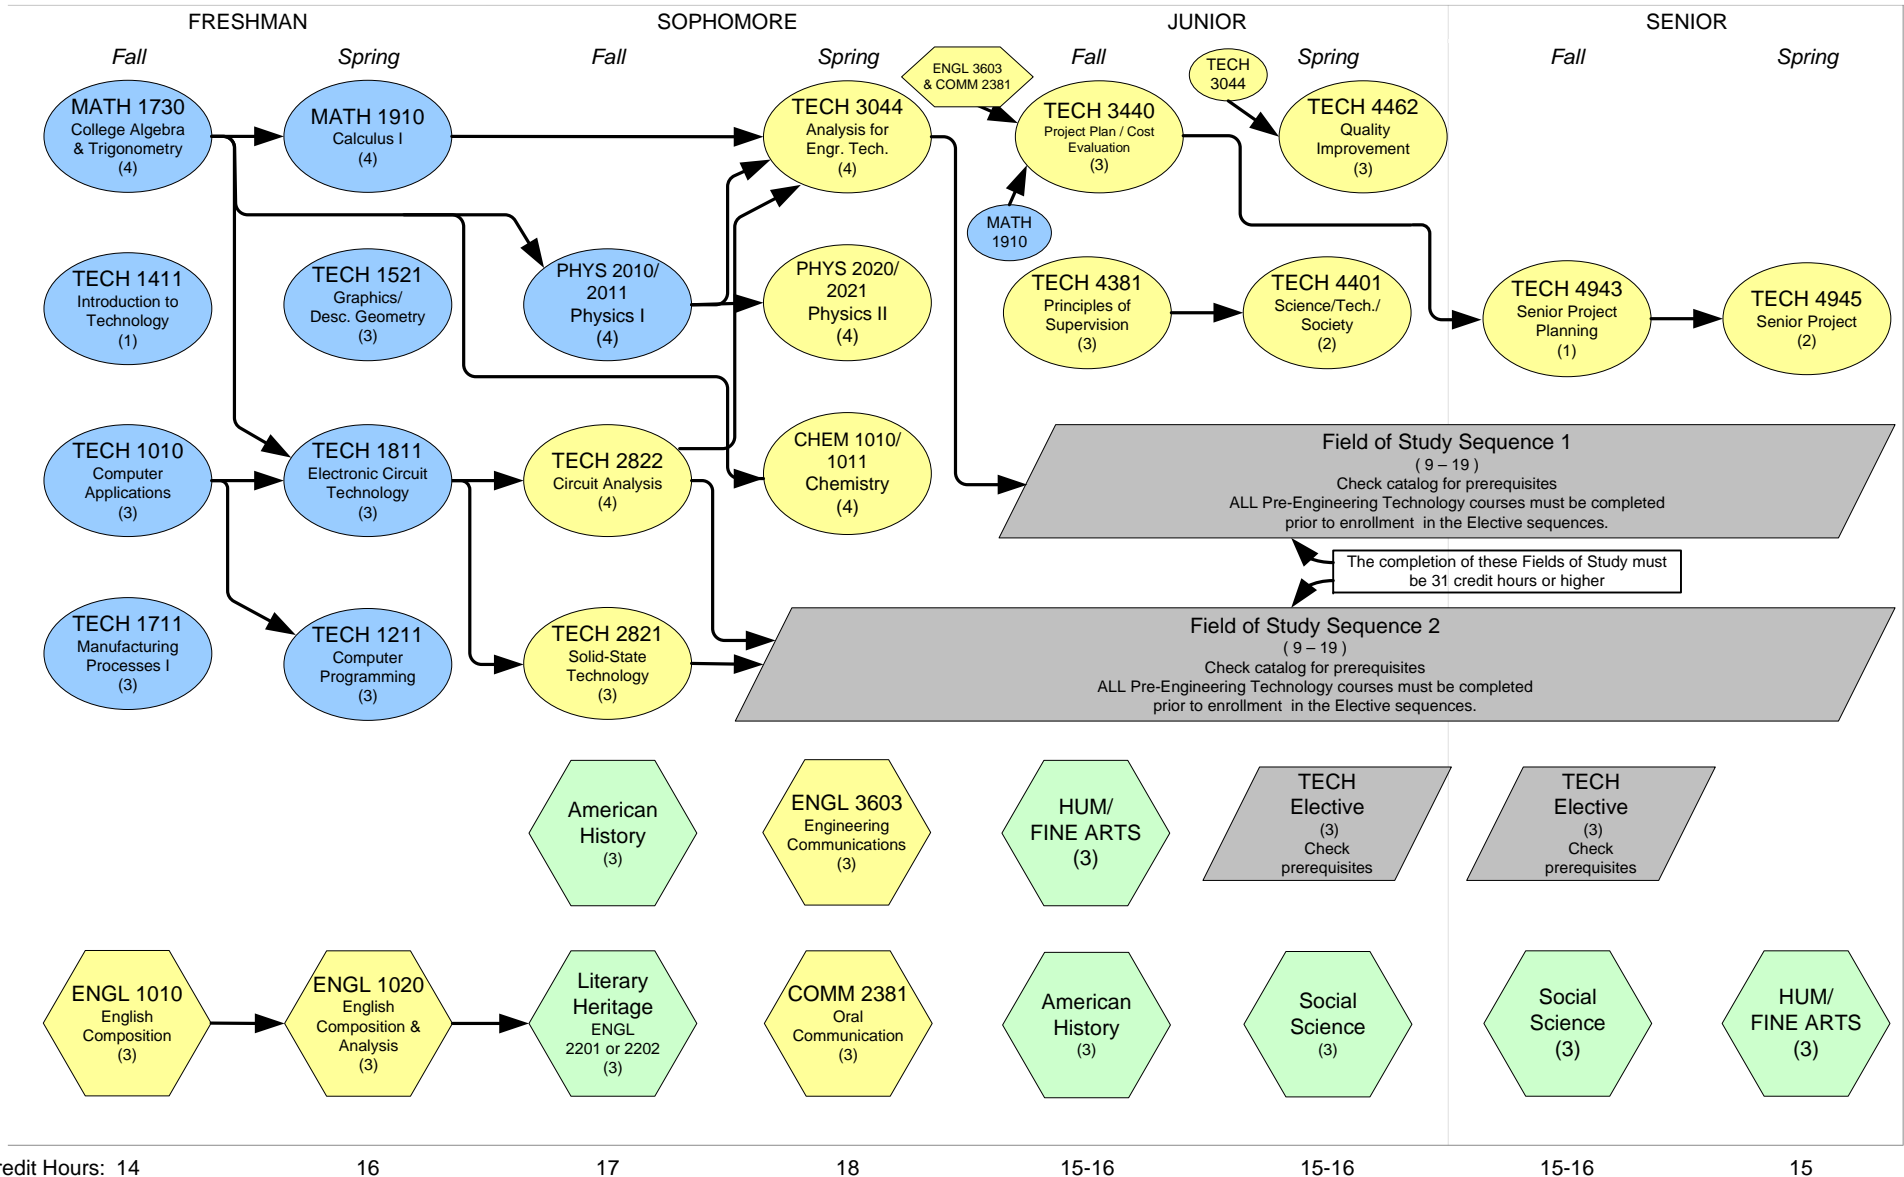 FRESHMAN
SOPHOMORE
JUNIOR
SENIOR
Fall
Spring
Fall
Spring
Fall
Spring
Fall
Spring
MATH 1730
College Algebra
& Trigonometry
(4)
MATH 1910
Calculus I
(4)
TECH 3044
Analysis for
Engr. Tech.
(4)
ENGL 3603
& COMM 2381
TECH 3440
Project Plan / Cost
Evaluation
(3)
TECH
3044
TECH 4462
Quality
Improvement
(3)
MATH
1910
TECH 1411
Introduction to
Technology
(1)
TECH 1521
Graphics/
Desc. Geometry
(3)
PHYS 2010/
2011
Physics I
(4)
PHYS 2020/
2021
Physics II
(4)
TECH 4381
Principles of
Supervision
(3)
TECH 4401
Science/Tech./
Society
(2)
TECH 4943
Senior Project
Planning
(1)
TECH 4945
Senior Project
(2)
TECH 1010
Computer
Applications
(3)
TECH 1811
Electronic Circuit
Technology
(3)
TECH 2822
Circuit Analysis
(4)
CHEM 1010/
1011
Chemistry
(4)
Field of Study Sequence 1
( 9 – 19 )
Check catalog for prerequisites
ALL Pre-Engineering Technology courses must be completed
prior to enrollment in the Elective sequences.
The completion of these Fields of Study must
be 31 credit hours or higher
TECH 1711
Manufacturing
Processes I
(3)
TECH 1211
Computer
Programming
(3)
TECH 2821
Solid-State
Technology
(3)
Field of Study Sequence 2
( 9 – 19 )
Check catalog for prerequisites
ALL Pre-Engineering Technology courses must be completed
prior to enrollment in the Elective sequences.
American
History
(3)
ENGL 3603
Engineering
Communications
(3)
HUM/
FINE ARTS
(3)
TECH
Elective
(3)
Check
prerequisites
TECH
Elective
(3)
Check
prerequisites
ENGL 1010
English
Composition
(3)
ENGL 1020
English
Composition &
Analysis
(3)
Literary
Heritage
ENGL
2201 or 2202
(3)
COMM 2381
Oral
Communication
(3)
American
History
(3)
Social
Science
(3)
Social
Science
(3)
HUM/
FINE ARTS
(3)
redit Hours: 14
16
17
18
15-16
15-16
15-16
15